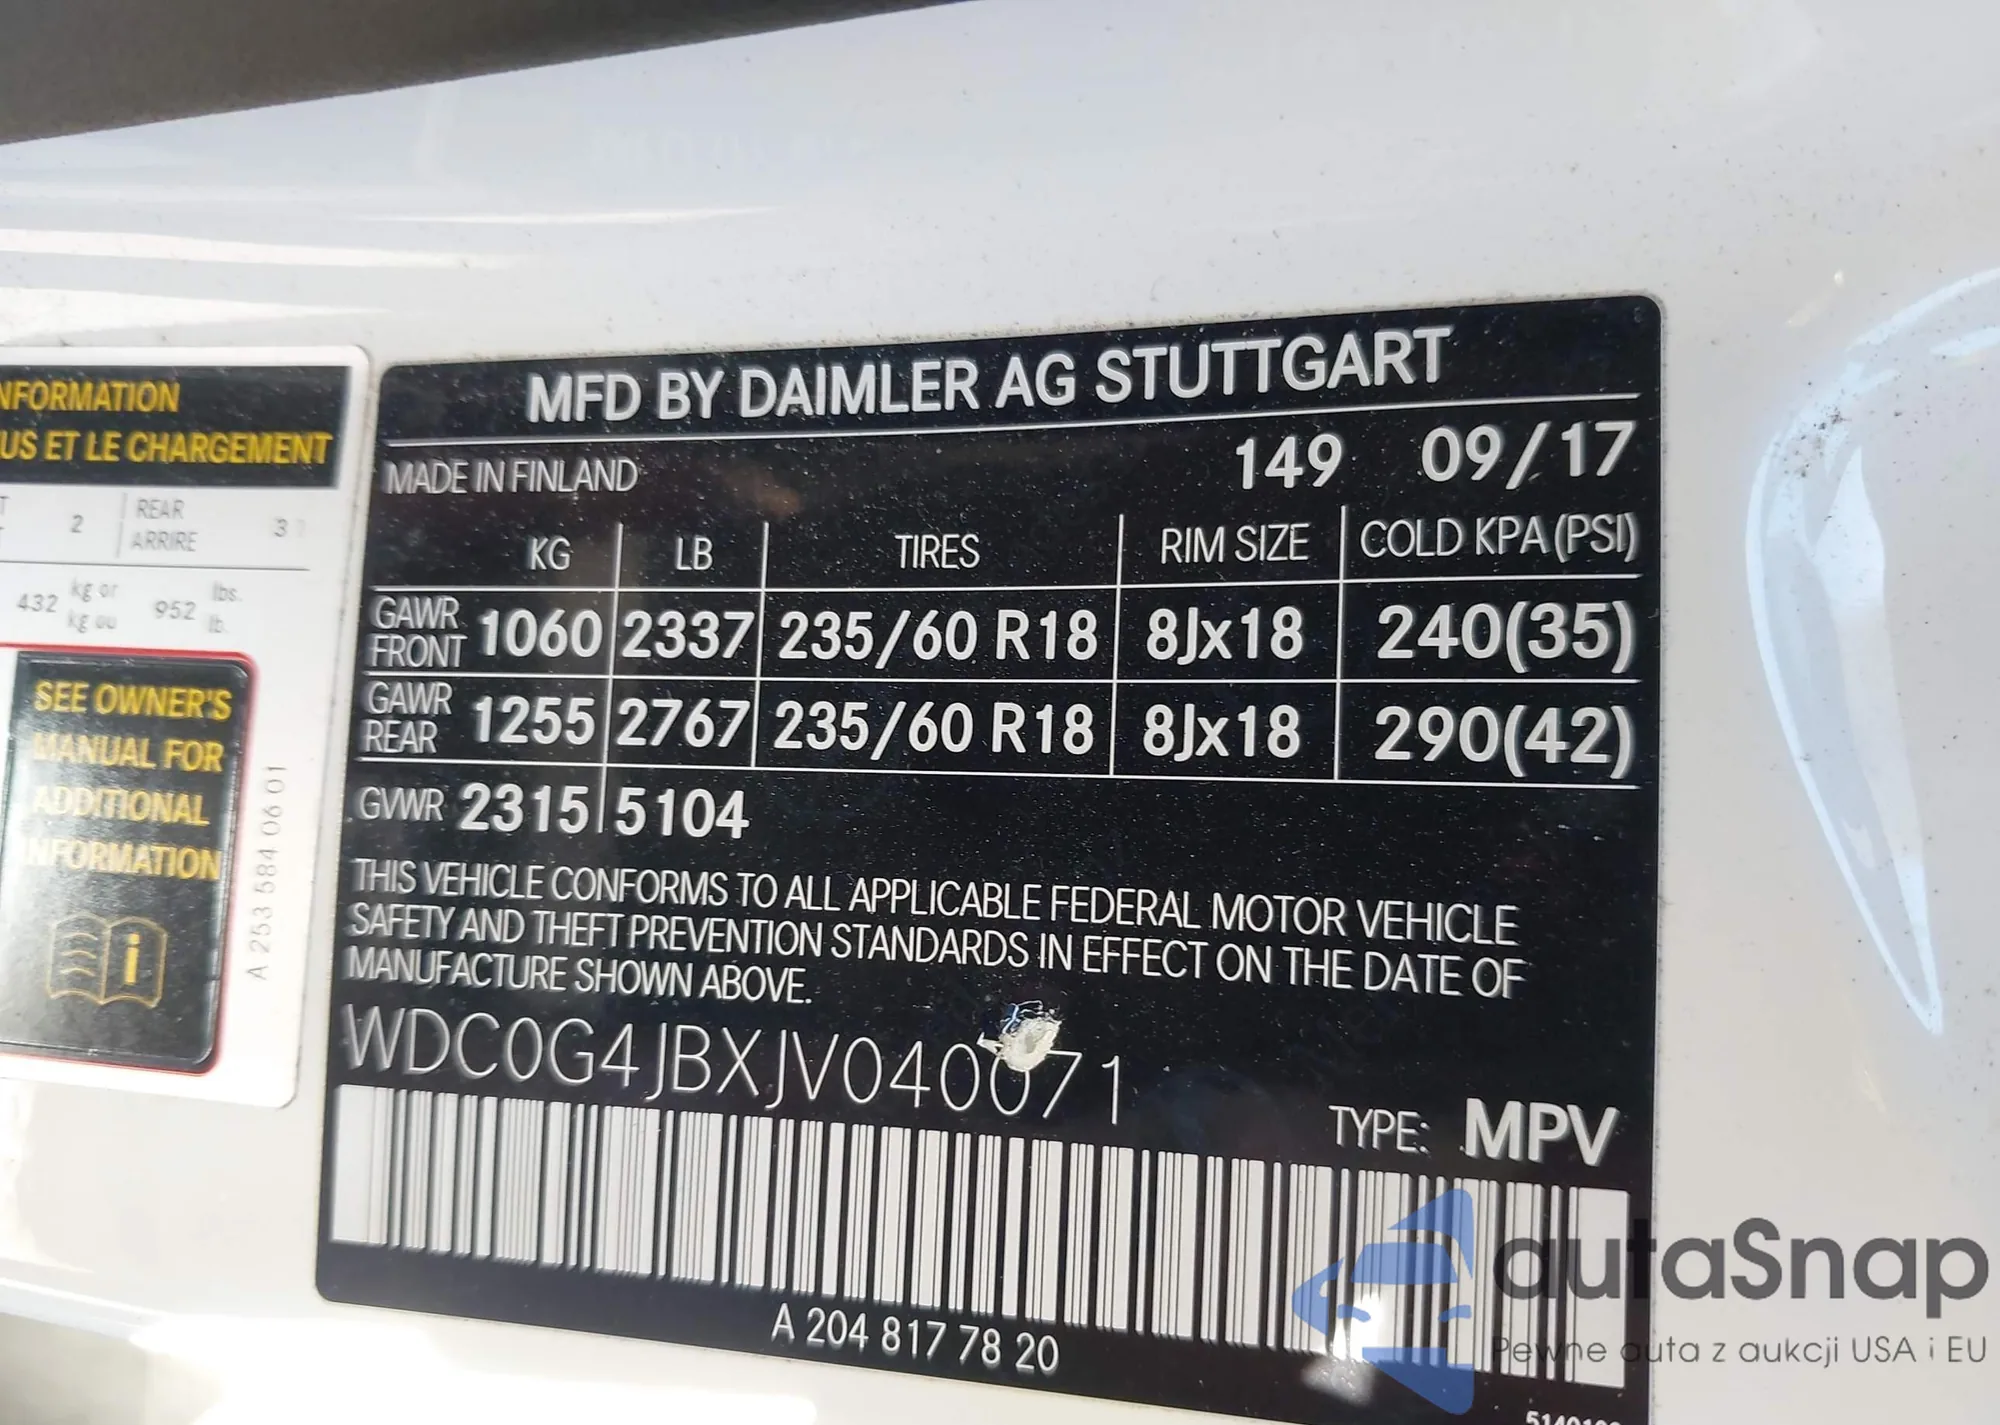 NFORMATION
US ET LE CHARGEMENT
2 REAR ARRIRE 3
432 kg or kg ou 952 lbs. lb.
SEE OWNER'S
MANUAL FOR
ADDITIONAL
INFORMATION
A 253 584 06 01
MFD BY DAIMLER AG STUTTGART
MADE IN FINLAND 149 09/17
KG LB TIRES RIM SIZE COLD KPA (PSI)
GAWR FRONT 1060 2337 235/60 R18 8Jx18 240(35)
GAWR REAR 1255 2767 235/60 R18 8Jx18 290(42)
GVWR 2315 5104
THIS VEHICLE CONFORMS TO ALL APPLICABLE FEDERAL MOTOR VEHICLE
SAFETY AND THEFT PREVENTION STANDARDS IN EFFECT ON THE DATE OF
MANUFACTURE SHOWN ABOVE.
WDC0G4JBXJV040071
TYPE: MPV
A 204 817 78 20
autaSnap
Pewne auta z aukcji USA i EU